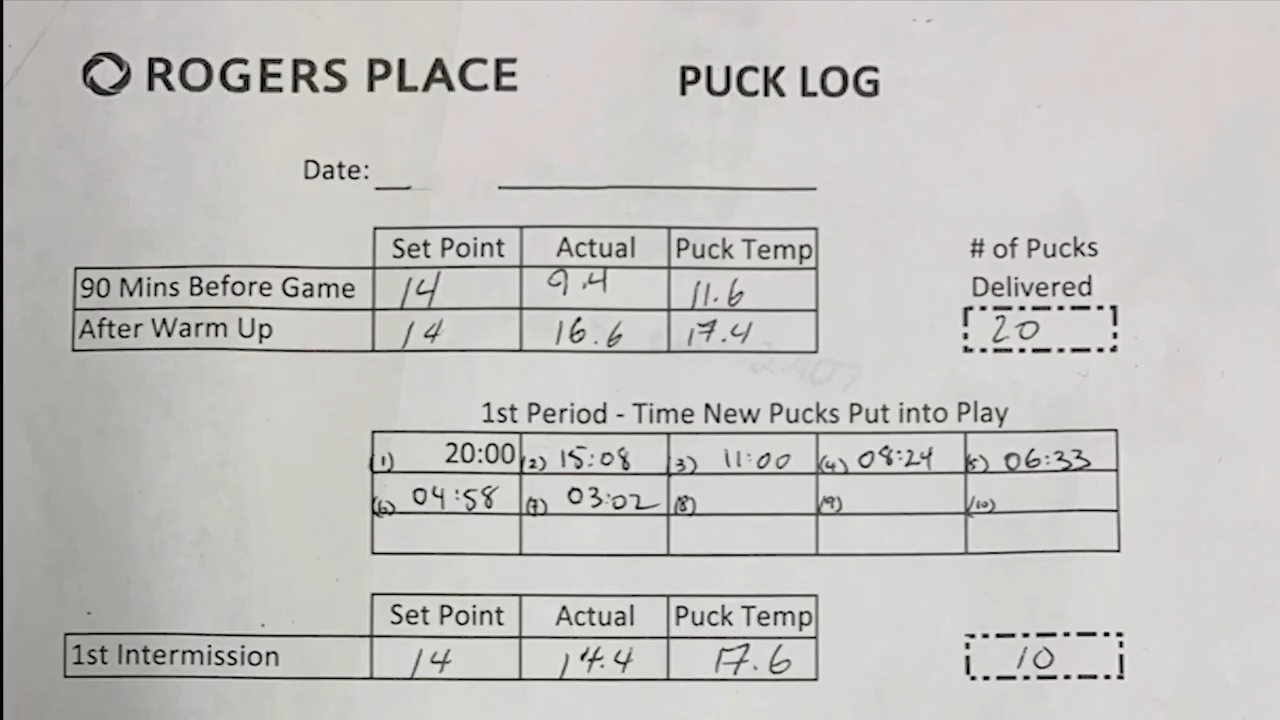 ROGERS PLACE PUCK LOG
Date:
Set Point Actual Puck Temp # of Pucks
90 Mins Before Game 14 9.4 11.6 Delivered
After Warm Up 14 16.6 17.4 20
1st Period - Time New Pucks Put into Play
(1) 20:00 (2) 15:08 (3) 11:00 (4) 08:24 (5) 06:33
(6) 04:58 (7) 03:02 (8) (9) (10)
Set Point Actual Puck Temp
1st Intermission 14 14.4 17.6 10